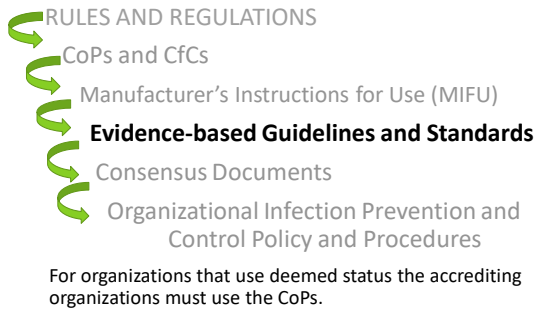 RULES AND REGULATIONS
CoPs and CfCs
Manufacturer's Instructions for Use (MIFU)
Evidence-based Guidelines and Standards
Consensus Documents
Organizational Infection Prevention and
Control Policy and Procedures
For organizations that use deemed status the accrediting
organizations must use the CoPs.